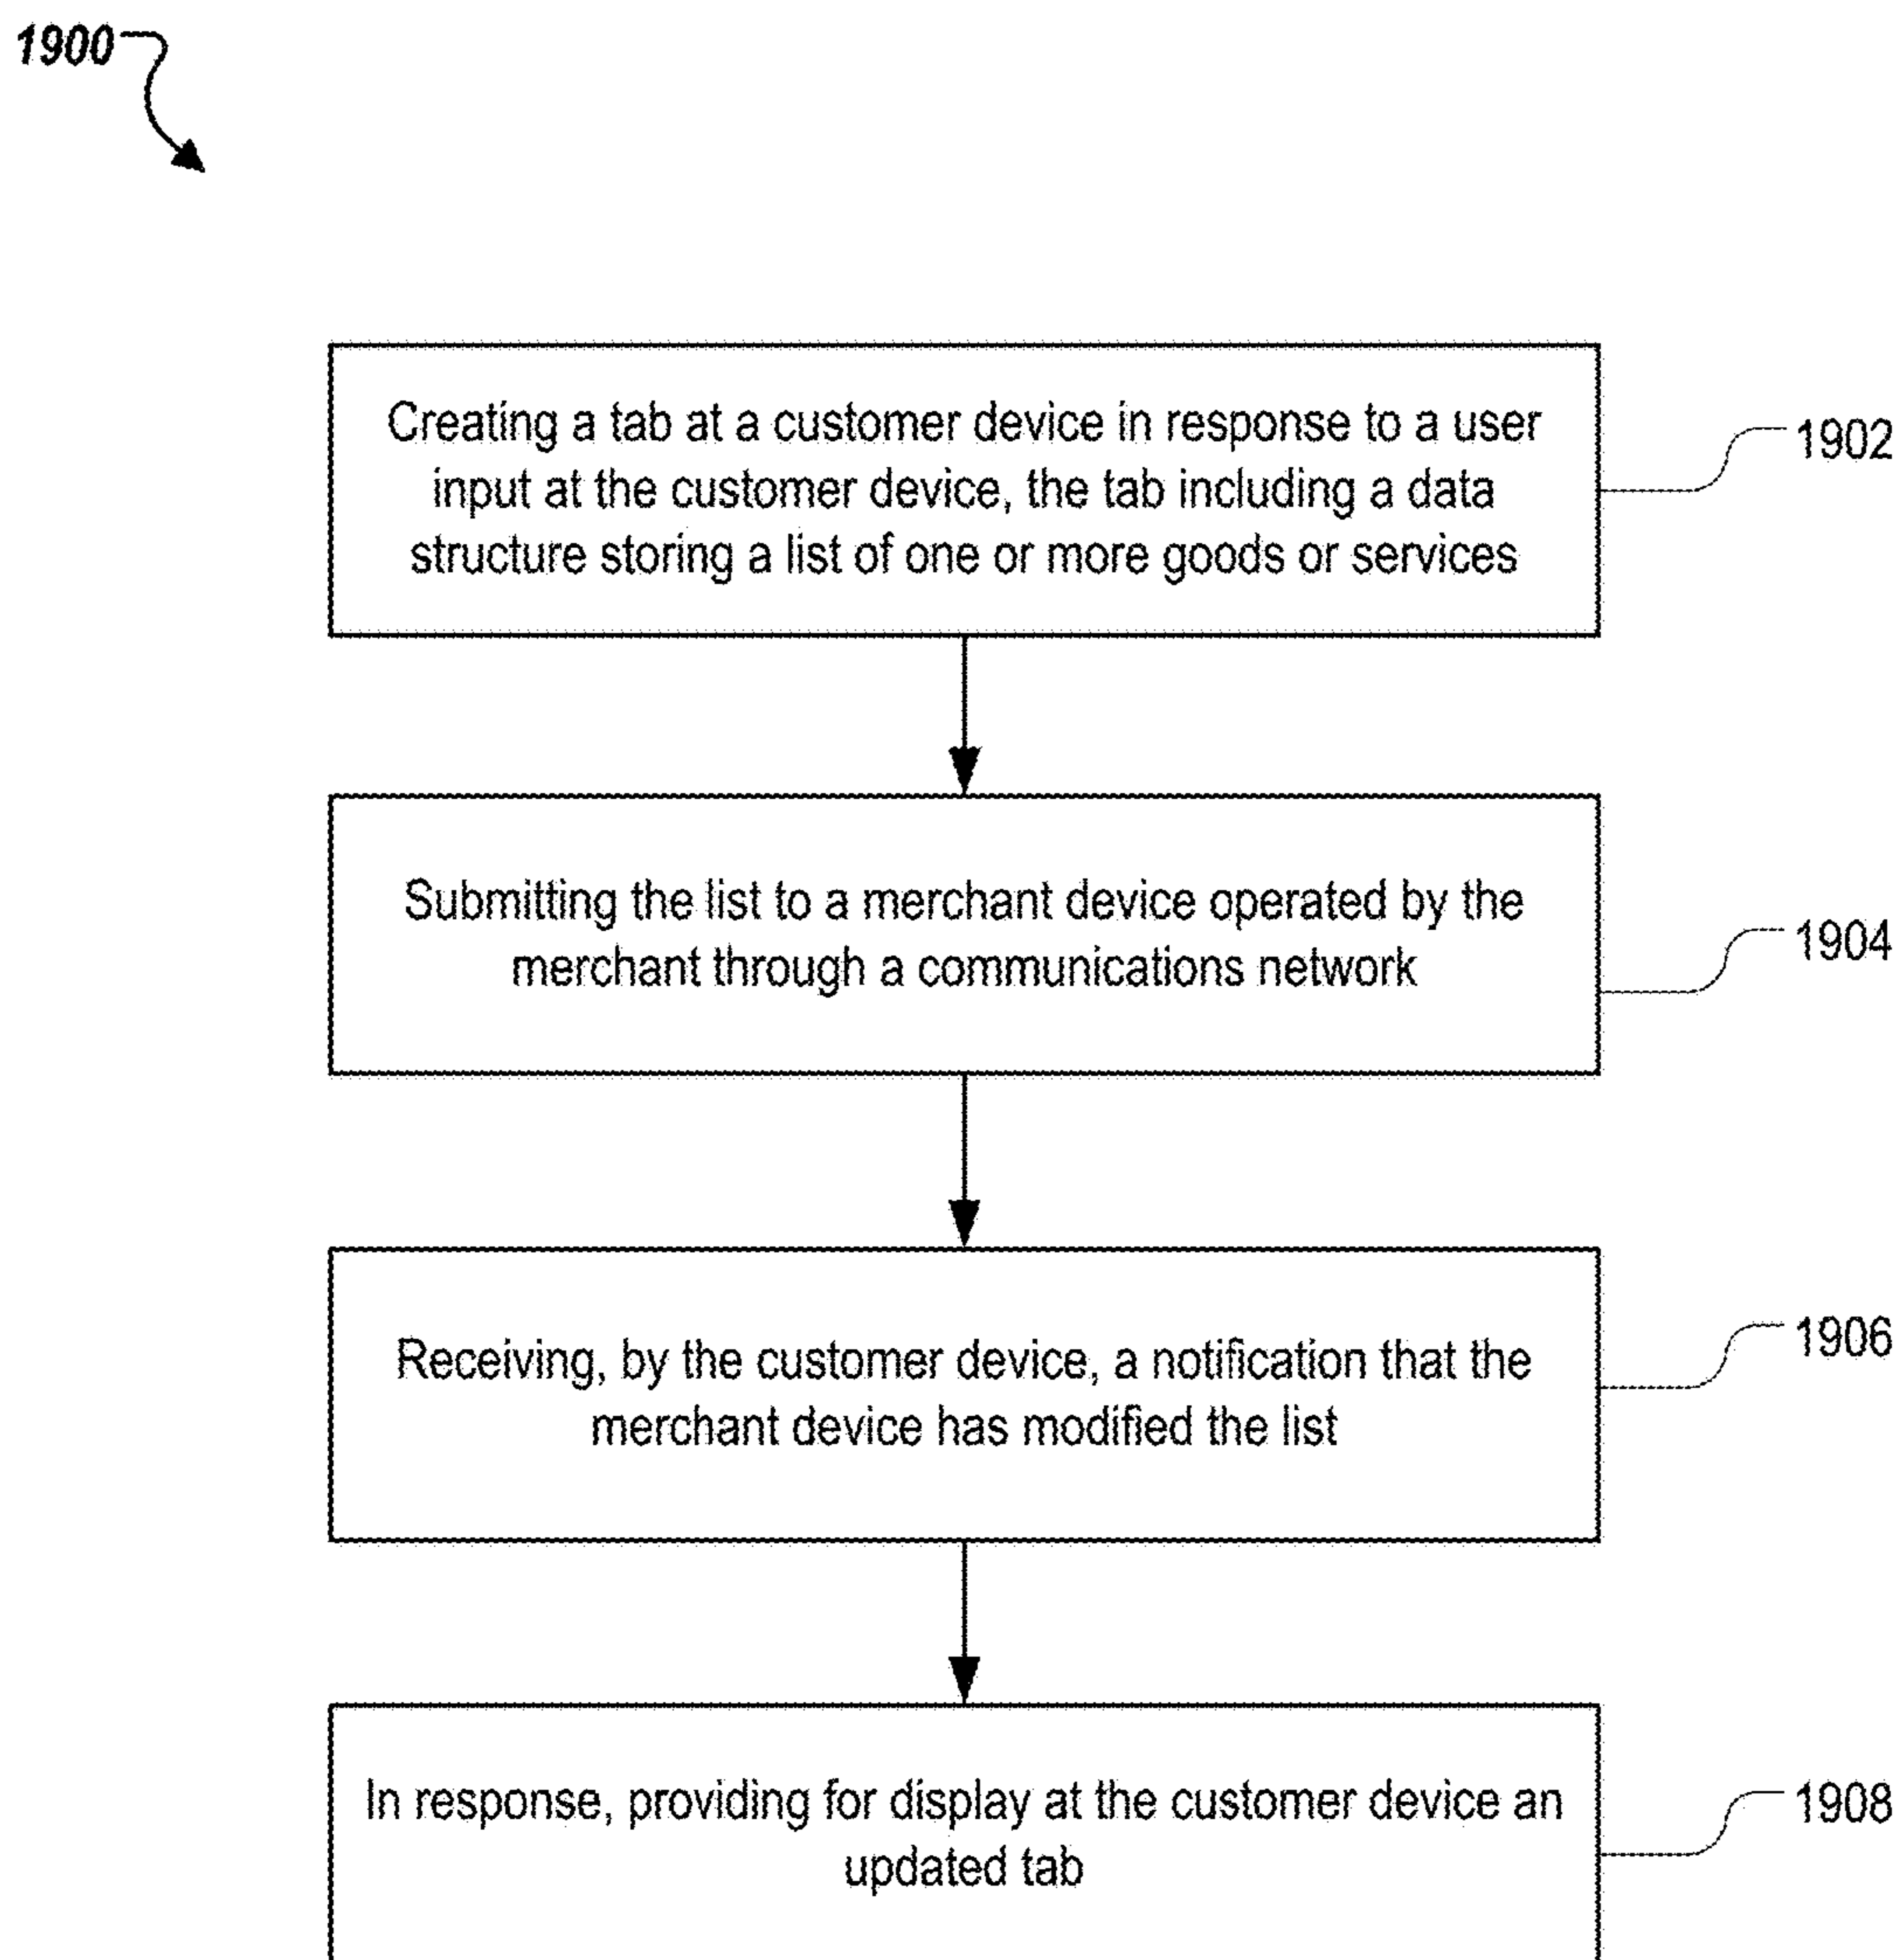 1900
Creating a tab at a customer device in response to a user
input at the customer device, the tab including a data
structure storing a list of one or more goods or services
1902
Submitting the list to a merchant device operated by the
merchant through a communications network
1904
Receiving, by the customer device, a notification that the
merchant device has modified the list
1906
In response, providing for display at the customer device an
updated tab
1908